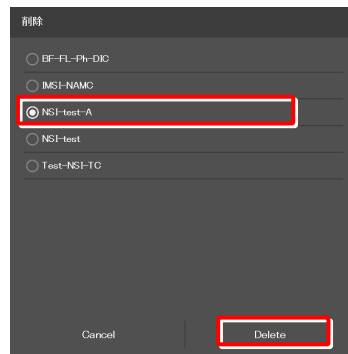 削除
BF-FL-Ph-DIC
IMSI-NAMC
NSI-test-A
NSI-test
Test-NSI-TC
Cancel
Delete